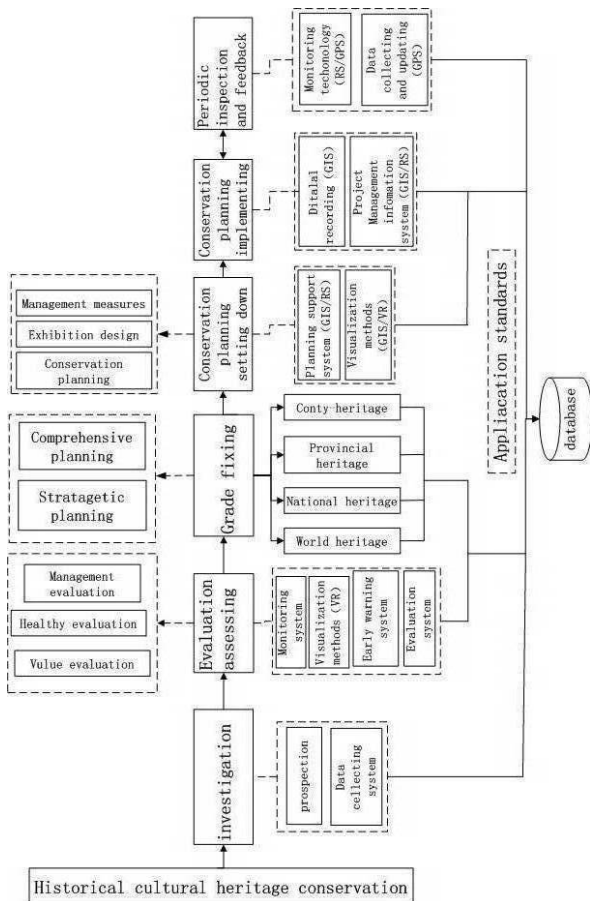 Historical cultural heritage conservation
investigation
prospection
Data
cellecting
system
Evaluation
assessing
Management evaluation
Healthy evaluation
Vulue evaluation
Monitoring
system
Visualization
methods (VR)
Early warning
system
Evaluation
system
Grade fixing
Comprehensive
planning
Stratagetic
planning
Conty heritage
Provincial
heritage
National heritage
World heritage
Conservation
planning
setting down
Management measures
Exhibition design
Conservation
planning
Planning support
system (GIS/RS)
Visualization
methods
(GIS/VR)
Conservation
planning
implementing
Ditalal
recording (GIS)
Project
Management
infomation
system (GIS/RS)
Periodic
inspection
and feedback
Monitoring
techonology
(RS/GPS)
Data
collecting
and updating
(GPS)
Appliacation standards
database